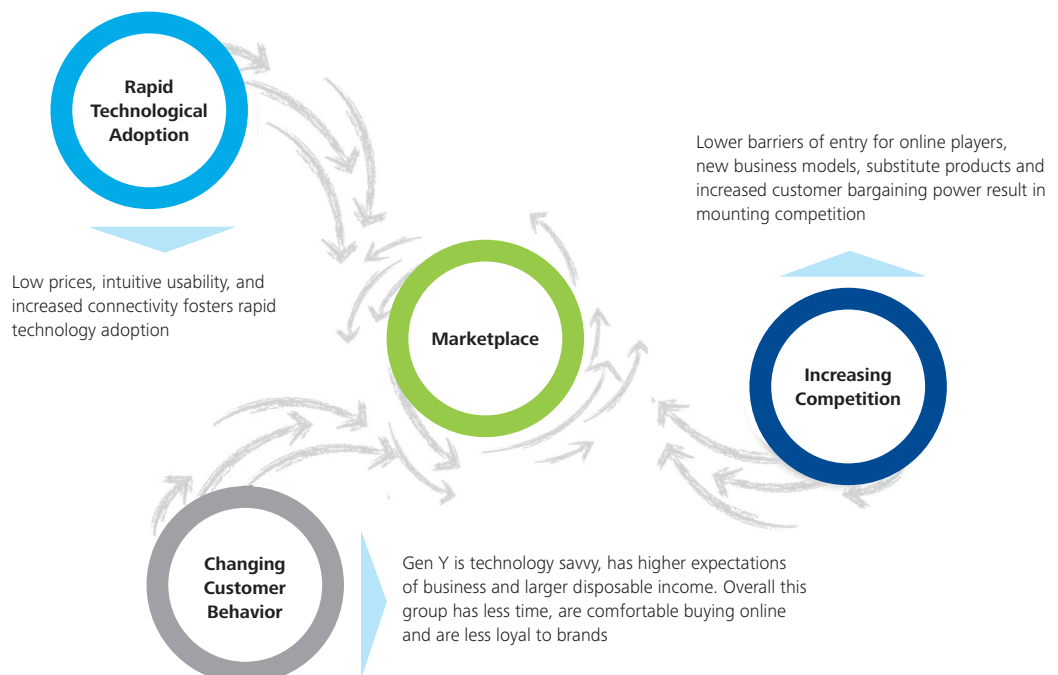 Rapid
Technological
Adoption
Low prices, intuitive usability, and
increased connectivity fosters rapid
technology adoption
Lower barriers of entry for online players,
new business models, substitute products and
increased customer bargaining power result in
mounting competition
Marketplace
Increasing
Competition
Changing
Customer
Behavior
Gen Y is technology savvy, has higher expectations
of business and larger disposable income. Overall this
group has less time, are comfortable buying online
and are less loyal to brands